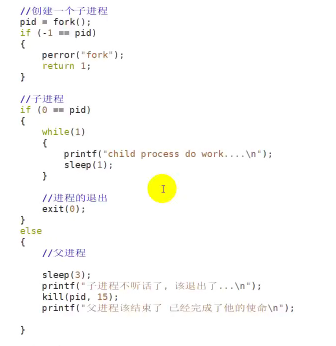 //创建一个子进程
pid = fork();
if (-1 == pid)
{
perror("fork");
return 1;
}
//子进程
if (0 == pid)
{
while(1)
{
printf("child process do work....\n");
sleep(1);
}
//进程的退出
exit(0);
}
else
{
//父进程
sleep(3);
printf("子进程不听话了, 该退出了...\n");
kill(pid, 15);
printf("父进程该结束了 已经完成了他的使命\n");
}